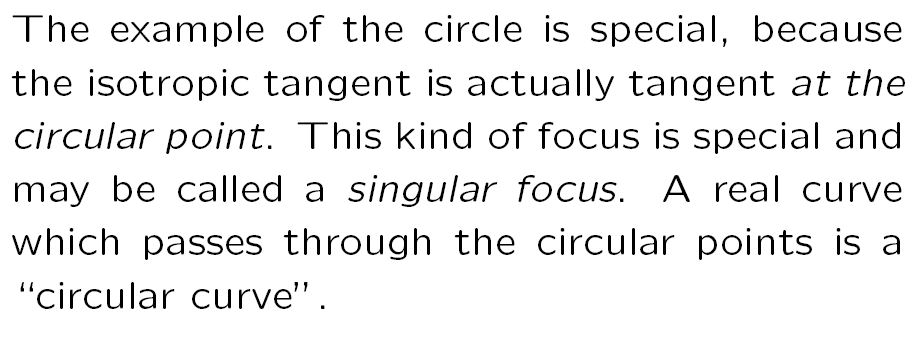 The example of the circle is special, because
the isotropic tangent is actually tangent at the
circular point. This kind of focus is special and
may be called a singular focus. A real curve
which passes through the circular points is a
“circular curve”.